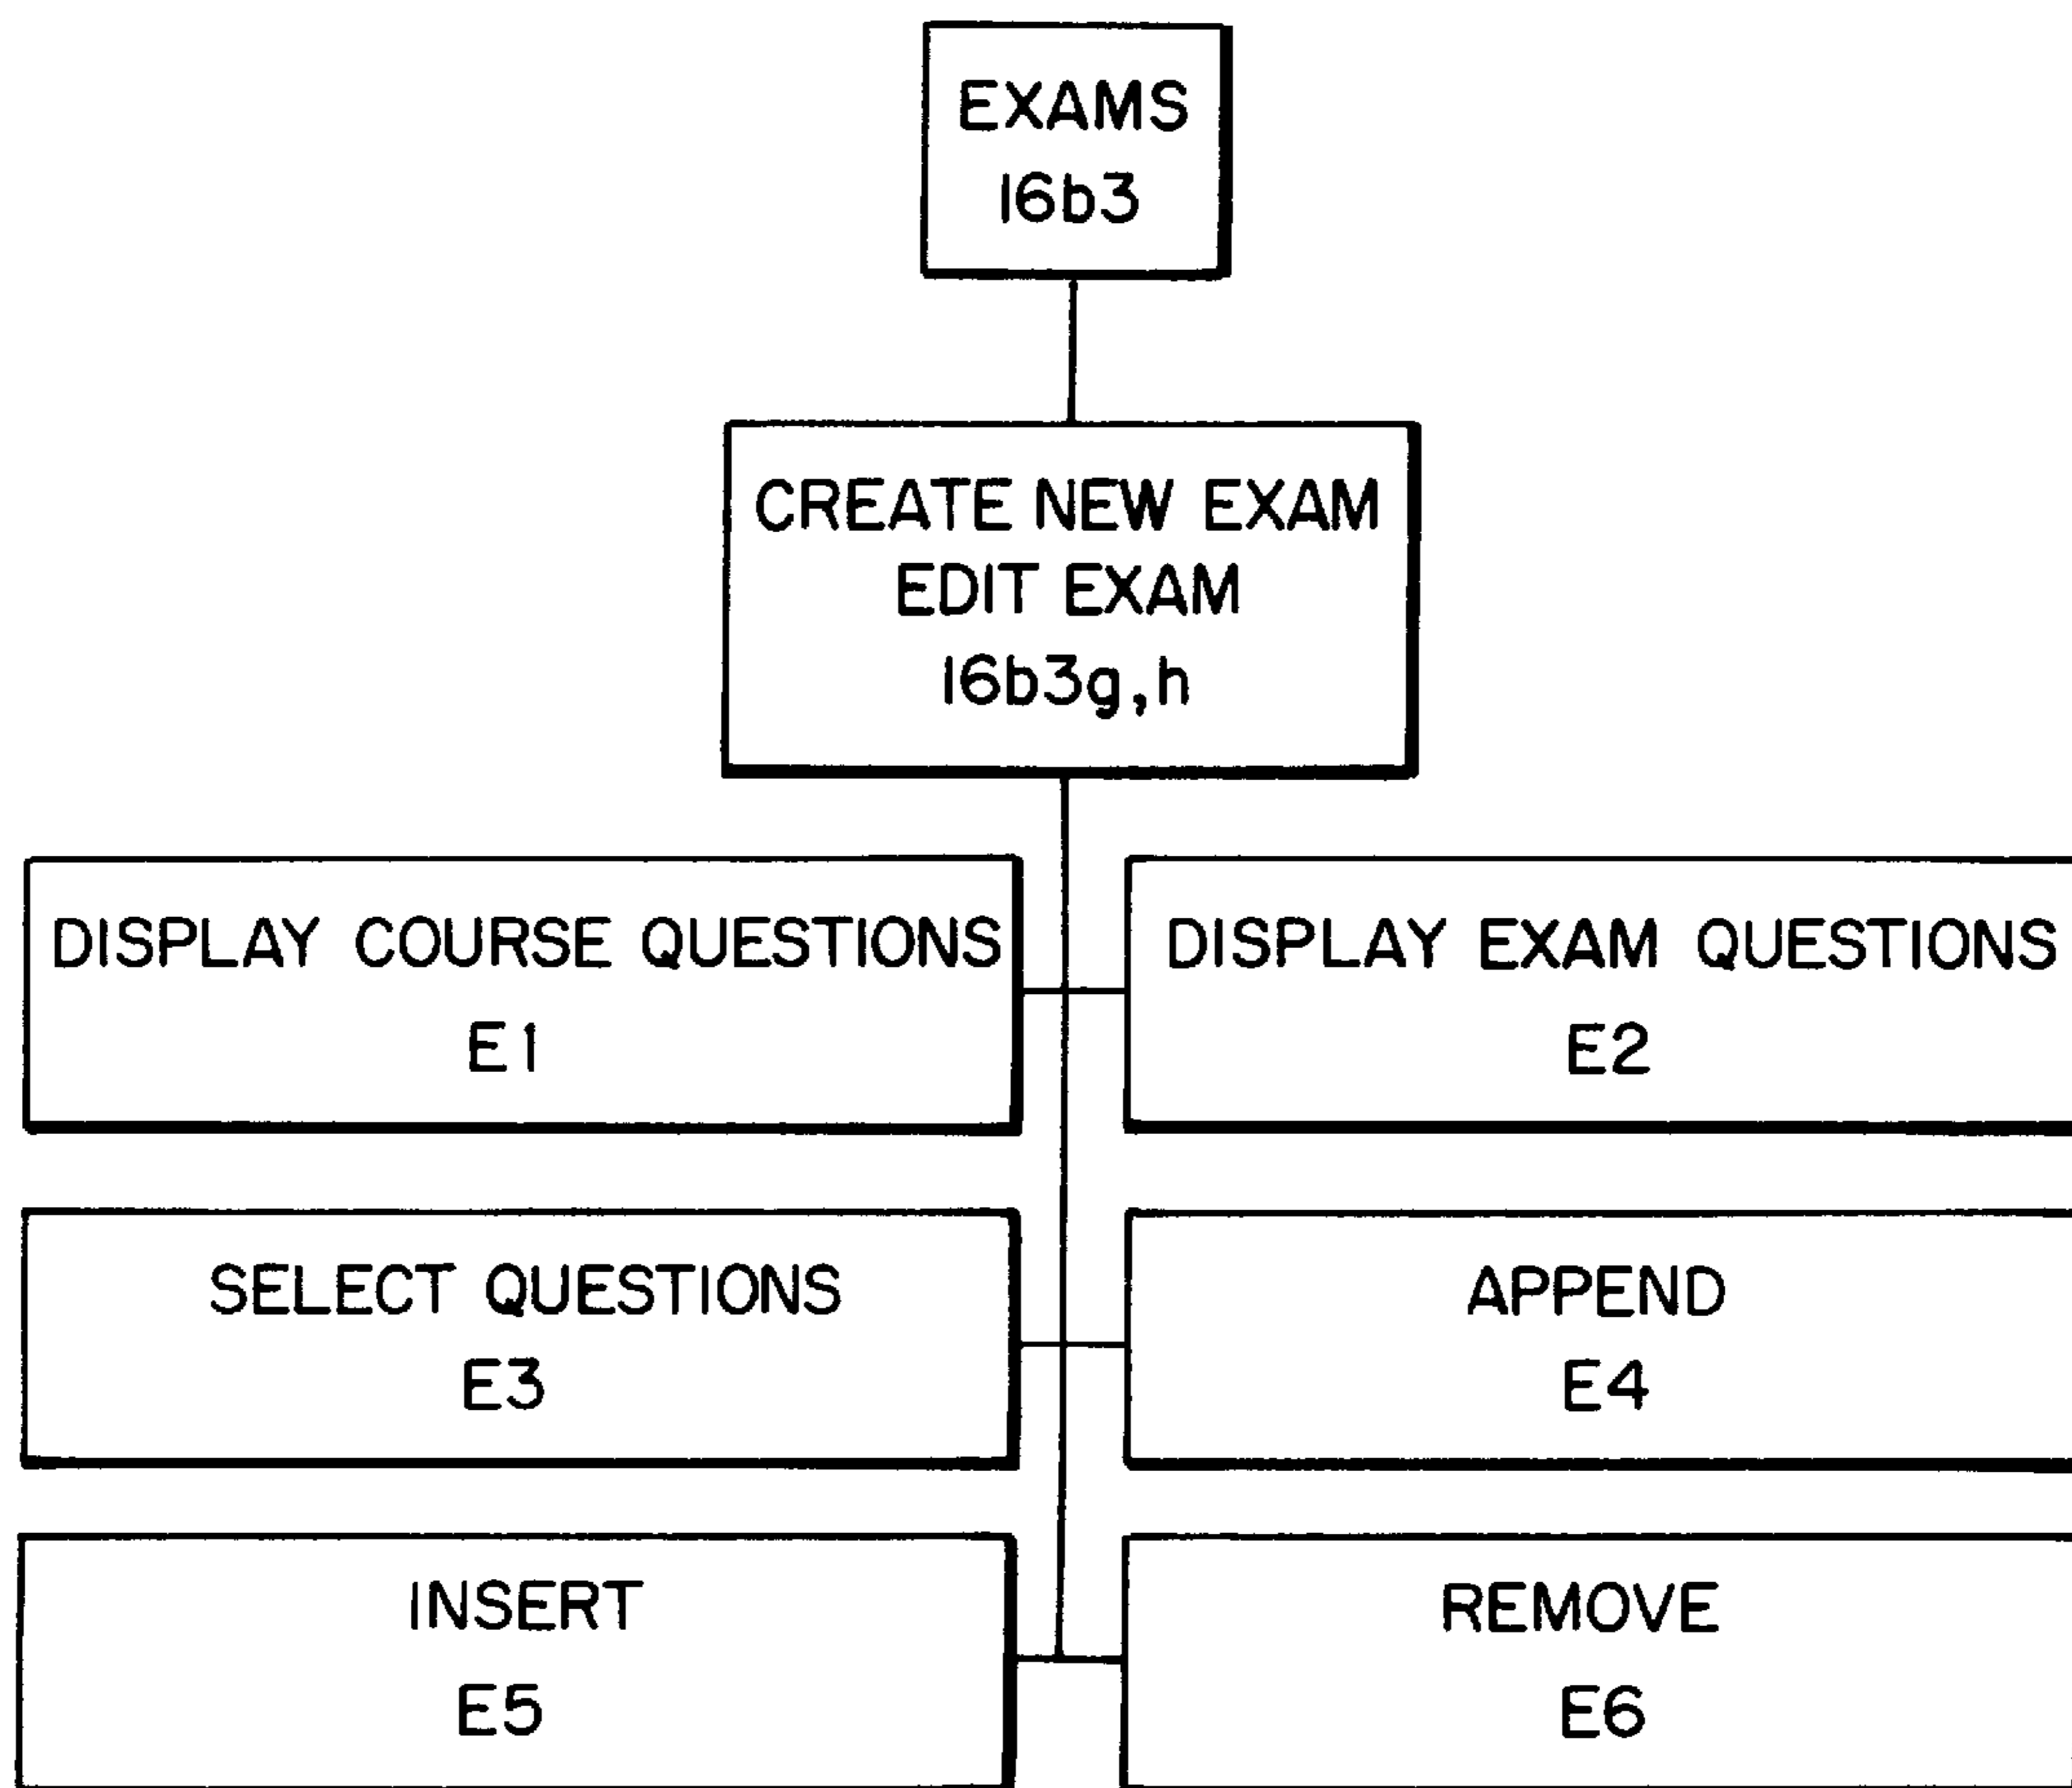 EXAMS
16b3
CREATE NEW EXAM
EDIT EXAM
16b3g,h
DISPLAY COURSE QUESTIONS
E1
DISPLAY EXAM QUESTIONS
E2
SELECT QUESTIONS
E3
APPEND
E4
INSERT
E5
REMOVE
E6